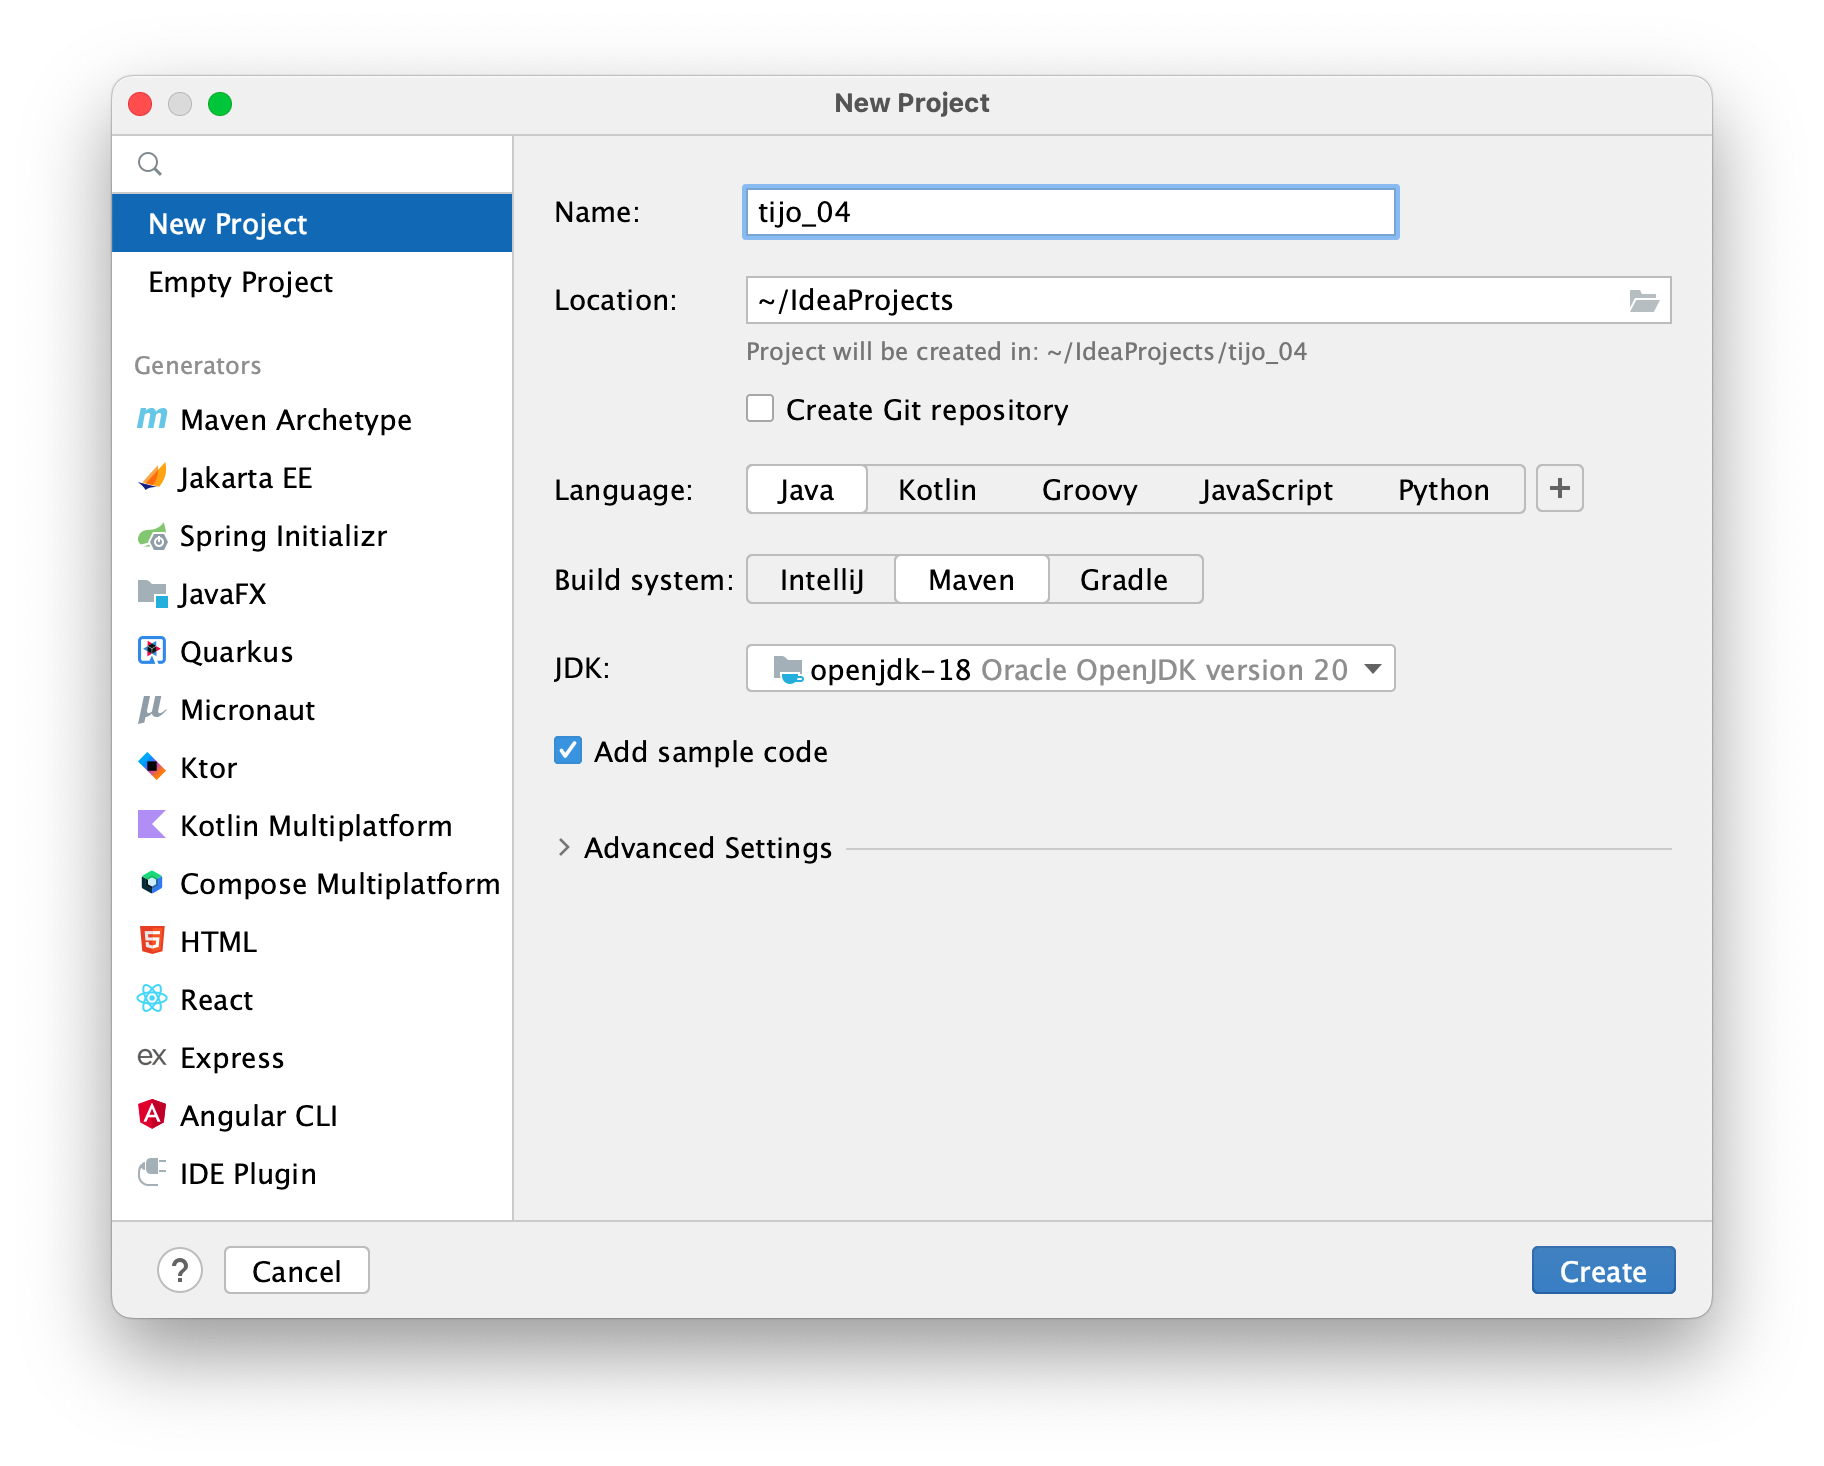 New Project
New Project
Empty Project
Generators
Maven Archetype
Jakarta EE
Spring Initializr
JavaFX
Quarkus
Micronaut
Ktor
Kotlin Multiplatform
Compose Multiplatform
HTML
React
ex Express
Angular CLI
IDE Plugin
Name: tijo_04
Location: ~/IdeaProjects
Project will be created in: ~/IdeaProjects/tijo_04
Create Git repository
Language: Java Kotlin Groovy JavaScript Python +
Build system: IntelliJ Maven Gradle
JDK: openjdk-18 Oracle OpenJDK version 20
Add sample code
Advanced Settings
? Cancel Create